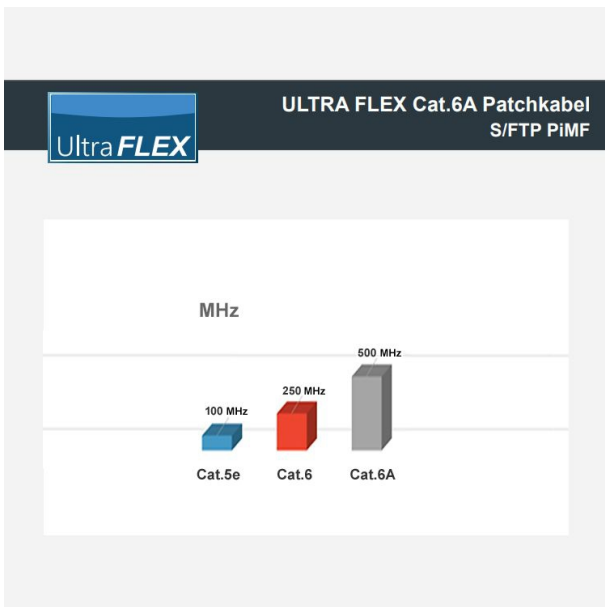 ULTRA FLEX Cat.6A Patchkabel
S/FTP PiMF
Ultra FLEX
MHz
500 MHz
250 MHz
100 MHz
Cat.5e Cat.6 Cat.6A